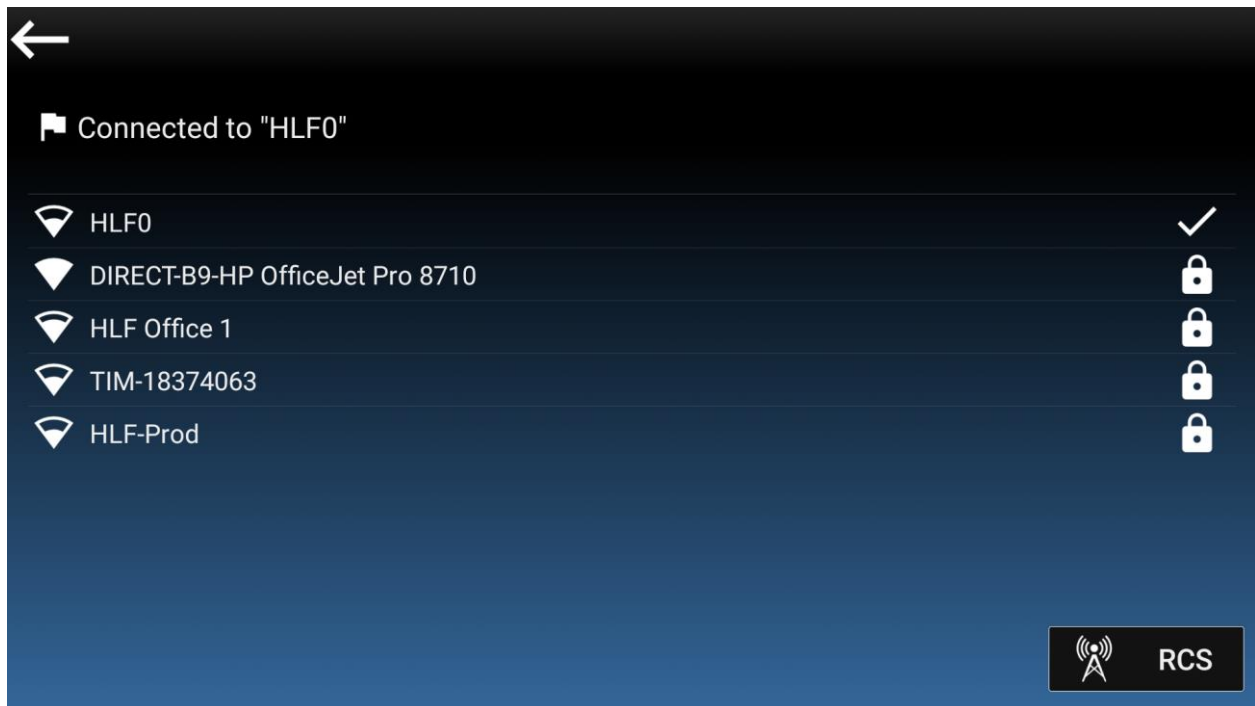 Connected to "HLF0"
HLF0
DIRECT-B9-HP OfficeJet Pro 8710
HLF Office 1
TIM-18374063
HLF-Prod
RCS